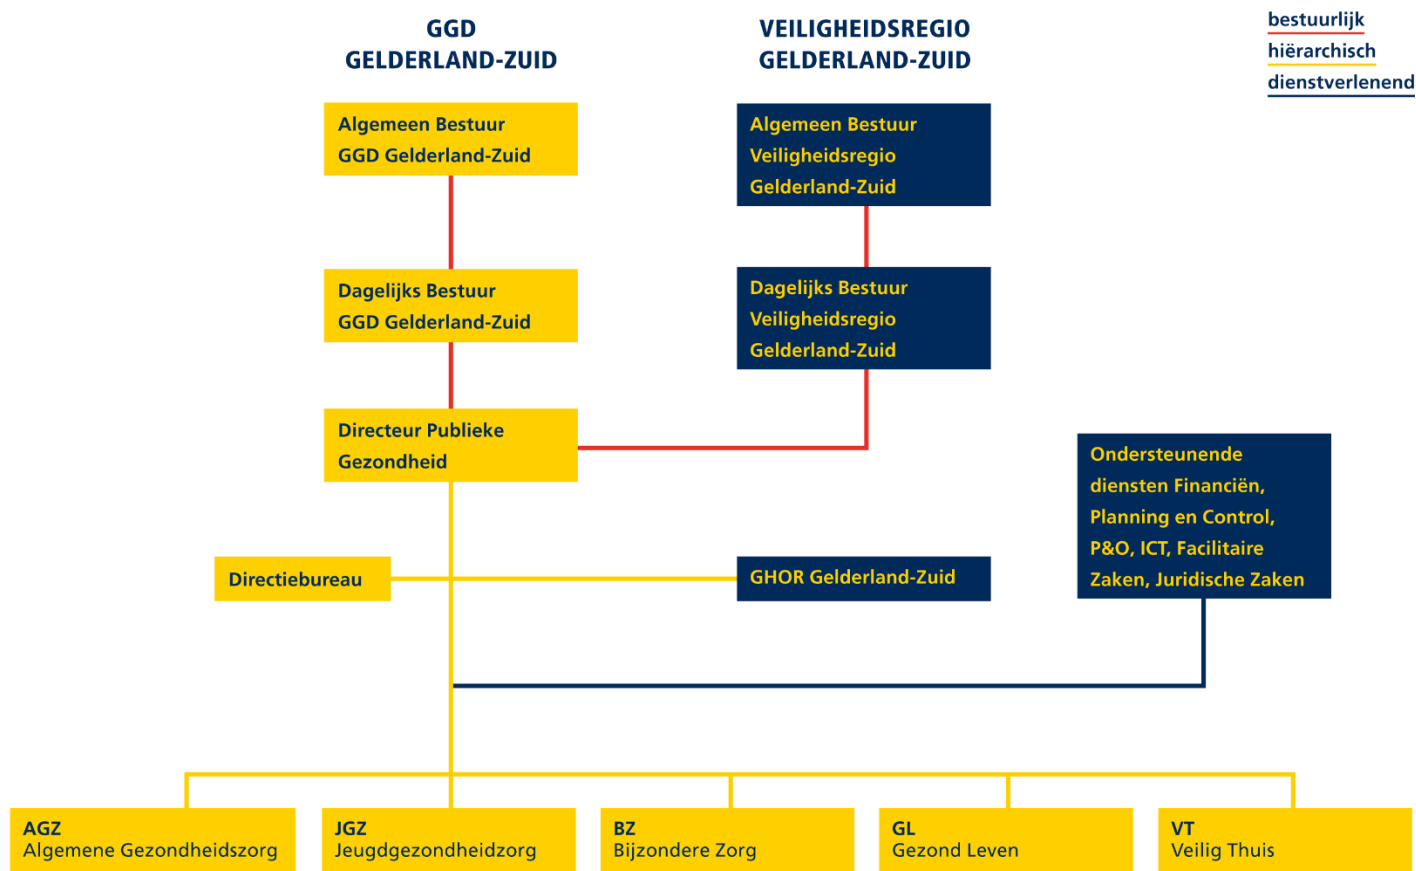 GGD
GELDERLAND-ZUID
VEILIGHEIDSREGIO
GELDERLAND-ZUID
bestuurlijk
hiërarchisch
dienstverlenend
Algemeen Bestuur
GGD Gelderland-Zuid
Algemeen Bestuur
Veiligheidsregio
Gelderland-Zuid
Dagelijks Bestuur
GGD Gelderland-Zuid
Dagelijks Bestuur
Veiligheidsregio
Gelderland-Zuid
Directeur Publieke
Gezondheid
Ondersteunende
diensten Financiën,
Planning en Control,
P&O, ICT, Facilitaire
Zaken, Juridische Zaken
Directiebureau
GHOR Gelderland-Zuid
AGZ
Algemene Gezondheidszorg
JGZ
Jeugdgezondheidzorg
BZ
Bijzondere Zorg
GL
Gezond Leven
VT
Veilig Thuis